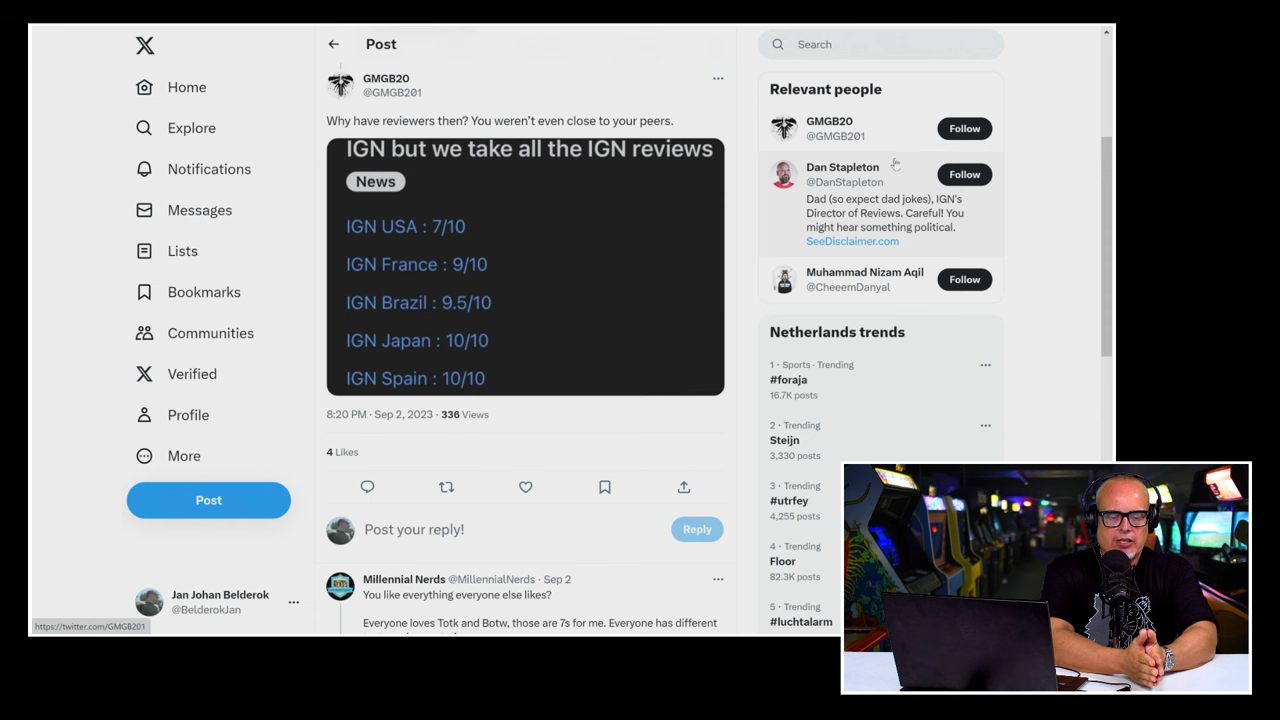 Home
Explore
Notifications
Messages
Lists
Bookmarks
Communities
Verified
Profile
More
Post
Jan Johan Belderok
@BelderokJan
https://twitter.com/GMGB201
Post
GMGB20
@GMGB201
Why have reviewers then? You weren’t even close to your peers.
IGN but we take all the IGN reviews
News
IGN USA : 7/10
IGN France : 9/10
IGN Brazil : 9.5/10
IGN Japan : 10/10
IGN Spain : 10/10
8:20 PM · Sep 2, 2023 · 336 Views
4 Likes
Post your reply!
Reply
Millennial Nerds @MillennialNerds · Sep 2
You like everything everyone else likes?
Everyone loves Totk and Botw, those are 7s for me. Everyone has different
Search
Relevant people
GMGB20
@GMGB201
Follow
Dan Stapleton
@DanStapleton
Follow
Dad (so expect dad jokes), IGN's
Director of Reviews. Careful! You
might hear something political.
SeeDisclaimer.com
Muhammad Nizam Aqil
@CheeemDanyal
Follow
Netherlands trends
1 · Sports · Trending
#foraja
16.7K posts
2 · Trending
Steijn
3,330 posts
3 · Trending
#utrfey
4,255 posts
4 · Trending
Floor
82.3K posts
5 · Trending
#luchtalarm